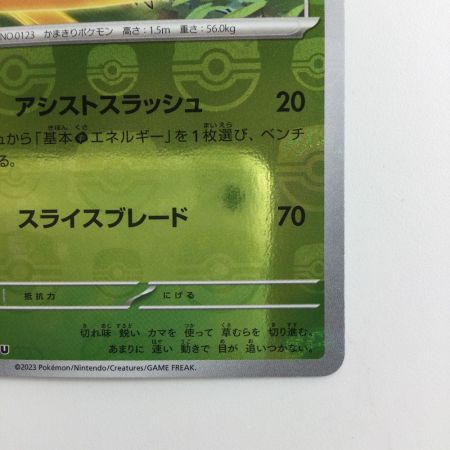 NO.0123 かまきりポケモン 高さ：1.5m 重さ：56.0kg
アシストスラッシュ 20
から「基本 エネルギー」を1枚選び、ベンチ
る。
スライスブレード 70
抵抗力 にげる
切れ味 鋭い カマを 使って 草むらを 切り進む。
あまりに 速い 動きで 目が 追いつかない。
©2023 Pokémon/Nintendo/Creatures/GAME FREAK.